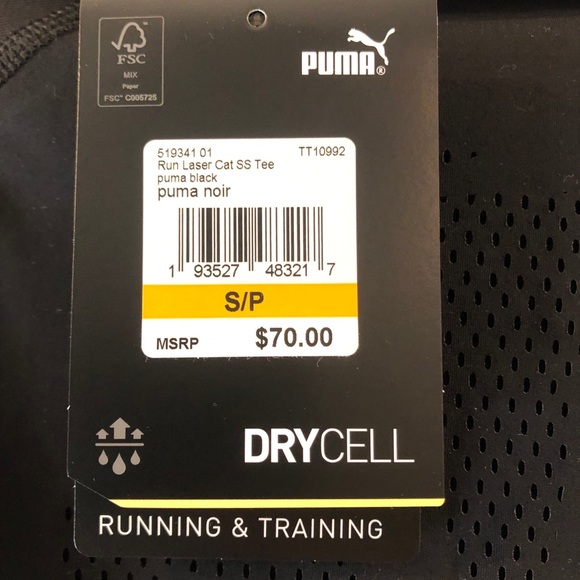 FSC
MIX
Paper
FSC™ C005725
PUMA®
519341 01 TT10992
Run Laser Cat SS Tee
puma black
puma noir
1 93527 48321 7
S/P
MSRP $70.00
DRYCELL
RUNNING & TRAINING